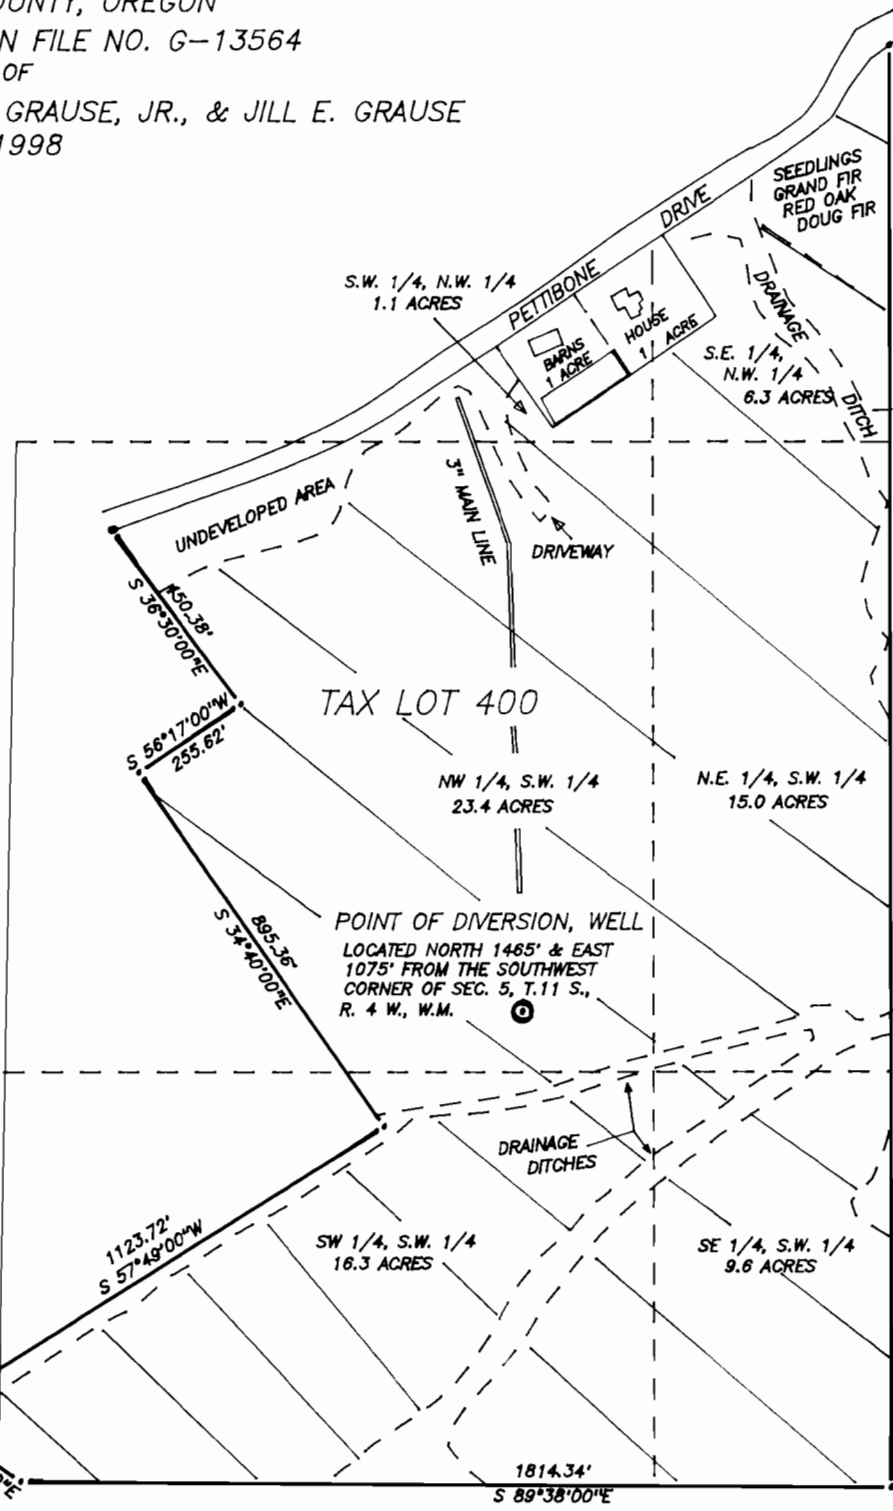 OUNTY, OREGON
N FILE NO. G-13564
OF
GRAUSE, JR., & JILL E. GRAUSE
1998
SEEDLINGS
GRAND FIR
RED OAK
DOUG FIR
PETTIBONE DRIVE
S.W. 1/4, N.W. 1/4
1.1 ACRES
BARNS
1 ACRE
HOUSE
1 ACRE
DRAINAGE DITCH
S.E. 1/4,
N.W. 1/4
6.3 ACRES
UNDEVELOPED AREA
3" MAIN LINE
DRIVEWAY
450.38'
S 36°30'00"E
TAX LOT 400
S 56°17'00"W
255.62'
NW 1/4, S.W. 1/4
23.4 ACRES
N.E. 1/4, S.W. 1/4
15.0 ACRES
895.36'
S 34°40'00"E
POINT OF DIVERSION, WELL
LOCATED NORTH 1465' & EAST
1075' FROM THE SOUTHWEST
CORNER OF SEC. 5, T.11 S.,
R. 4 W., W.M.
DRAINAGE
DITCHES
1123.72'
S 57°49'00"W
SW 1/4, S.W. 1/4
16.3 ACRES
SE 1/4, S.W. 1/4
9.6 ACRES
1814.34'
S 89°38'00"E